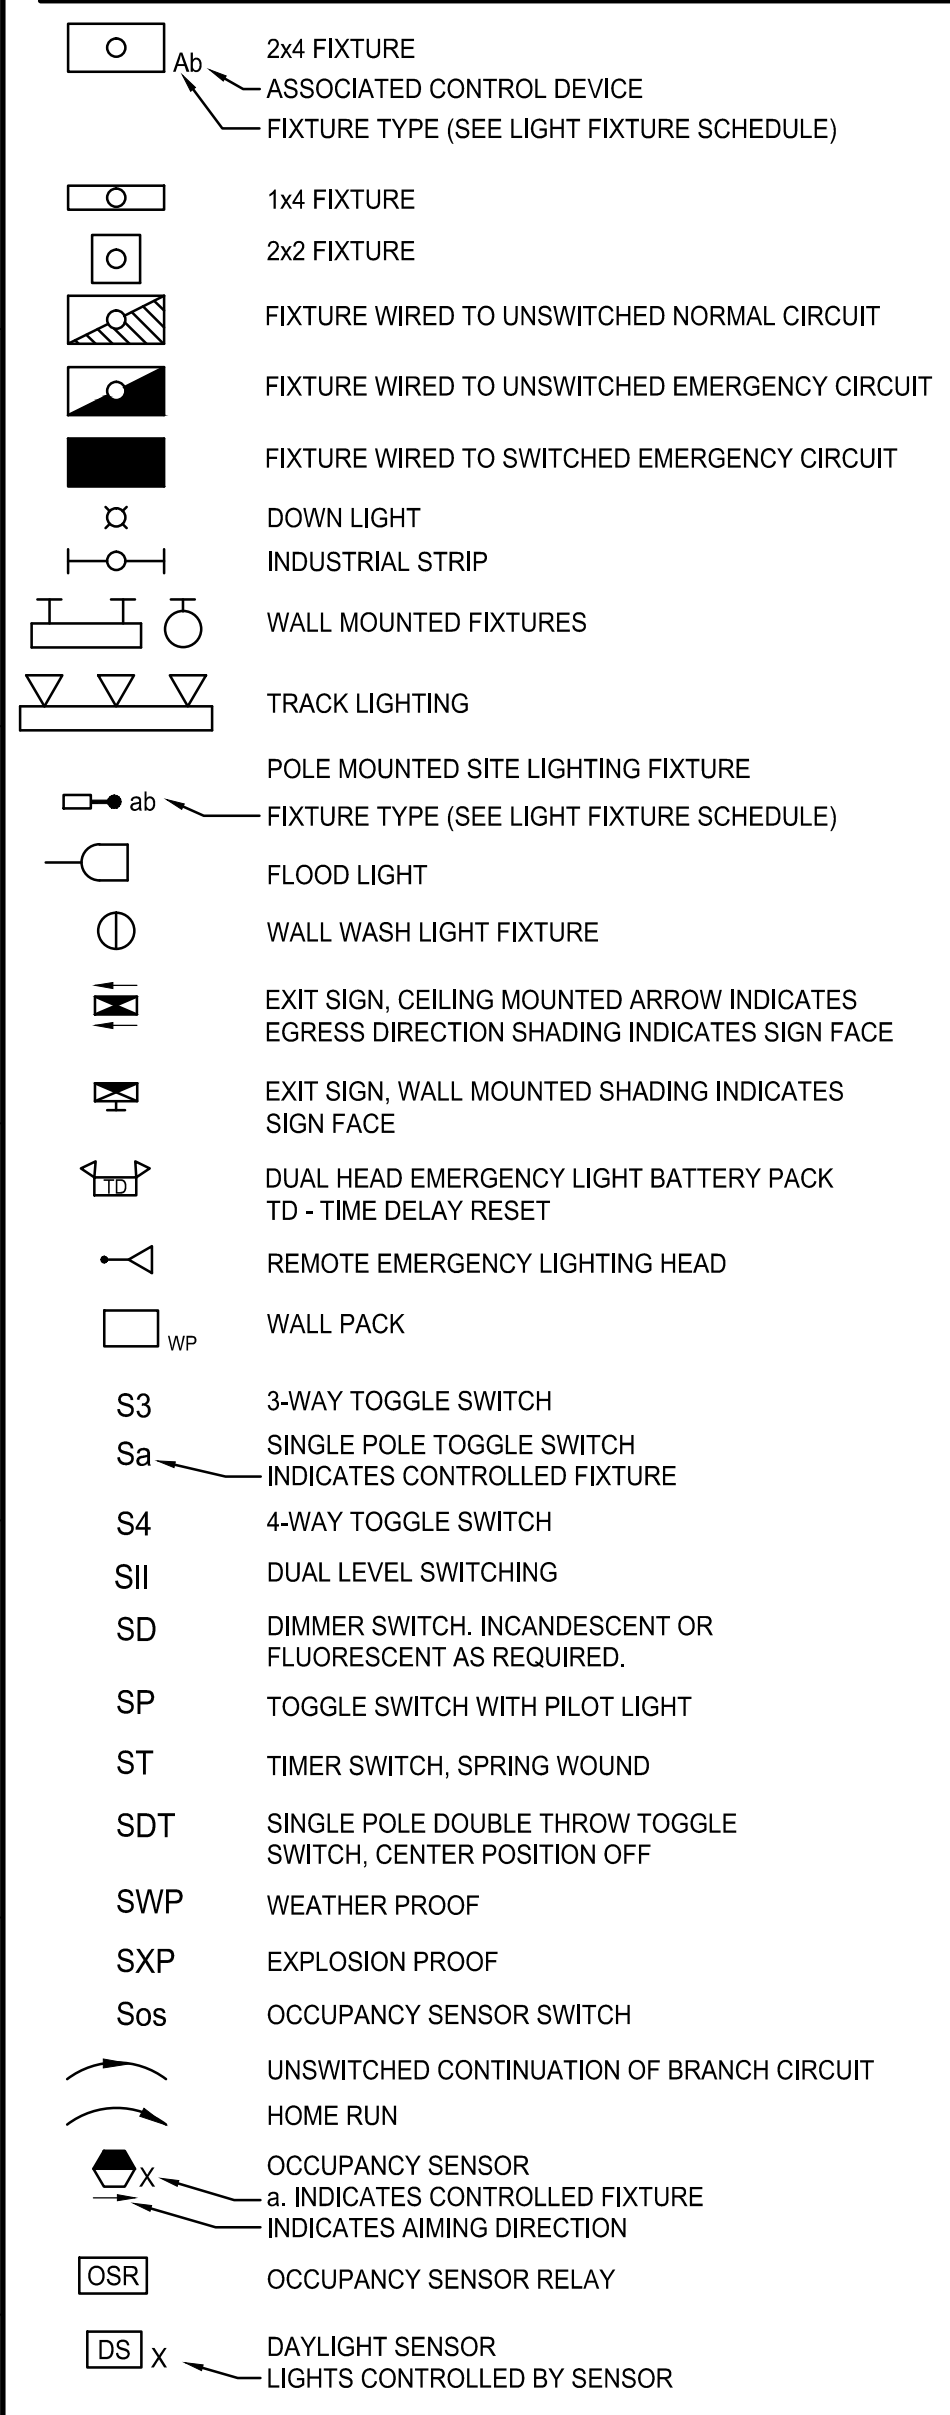 2x4 FIXTURE
Ab
ASSOCIATED CONTROL DEVICE
FIXTURE TYPE (SEE LIGHT FIXTURE SCHEDULE)
1x4 FIXTURE
2x2 FIXTURE
FIXTURE WIRED TO UNSWITCHED NORMAL CIRCUIT
FIXTURE WIRED TO UNSWITCHED EMERGENCY CIRCUIT
FIXTURE WIRED TO SWITCHED EMERGENCY CIRCUIT
DOWN LIGHT
INDUSTRIAL STRIP
WALL MOUNTED FIXTURES
TRACK LIGHTING
POLE MOUNTED SITE LIGHTING FIXTURE
ab
FIXTURE TYPE (SEE LIGHT FIXTURE SCHEDULE)
FLOOD LIGHT
WALL WASH LIGHT FIXTURE
EXIT SIGN, CEILING MOUNTED ARROW INDICATES
EGRESS DIRECTION SHADING INDICATES SIGN FACE
EXIT SIGN, WALL MOUNTED SHADING INDICATES
SIGN FACE
TD
DUAL HEAD EMERGENCY LIGHT BATTERY PACK
TD - TIME DELAY RESET
REMOTE EMERGENCY LIGHTING HEAD
WP
WALL PACK
S3 3-WAY TOGGLE SWITCH
Sa SINGLE POLE TOGGLE SWITCH
INDICATES CONTROLLED FIXTURE
S4 4-WAY TOGGLE SWITCH
SII DUAL LEVEL SWITCHING
SD DIMMER SWITCH. INCANDESCENT OR
FLUORESCENT AS REQUIRED.
SP TOGGLE SWITCH WITH PILOT LIGHT
ST TIMER SWITCH, SPRING WOUND
SDT SINGLE POLE DOUBLE THROW TOGGLE
SWITCH, CENTER POSITION OFF
SWP WEATHER PROOF
SXP EXPLOSION PROOF
Sos OCCUPANCY SENSOR SWITCH
UNSWITCHED CONTINUATION OF BRANCH CIRCUIT
HOME RUN
OCCUPANCY SENSOR
X
a. INDICATES CONTROLLED FIXTURE
INDICATES AIMING DIRECTION
OSR OCCUPANCY SENSOR RELAY
DS X DAYLIGHT SENSOR
LIGHTS CONTROLLED BY SENSOR